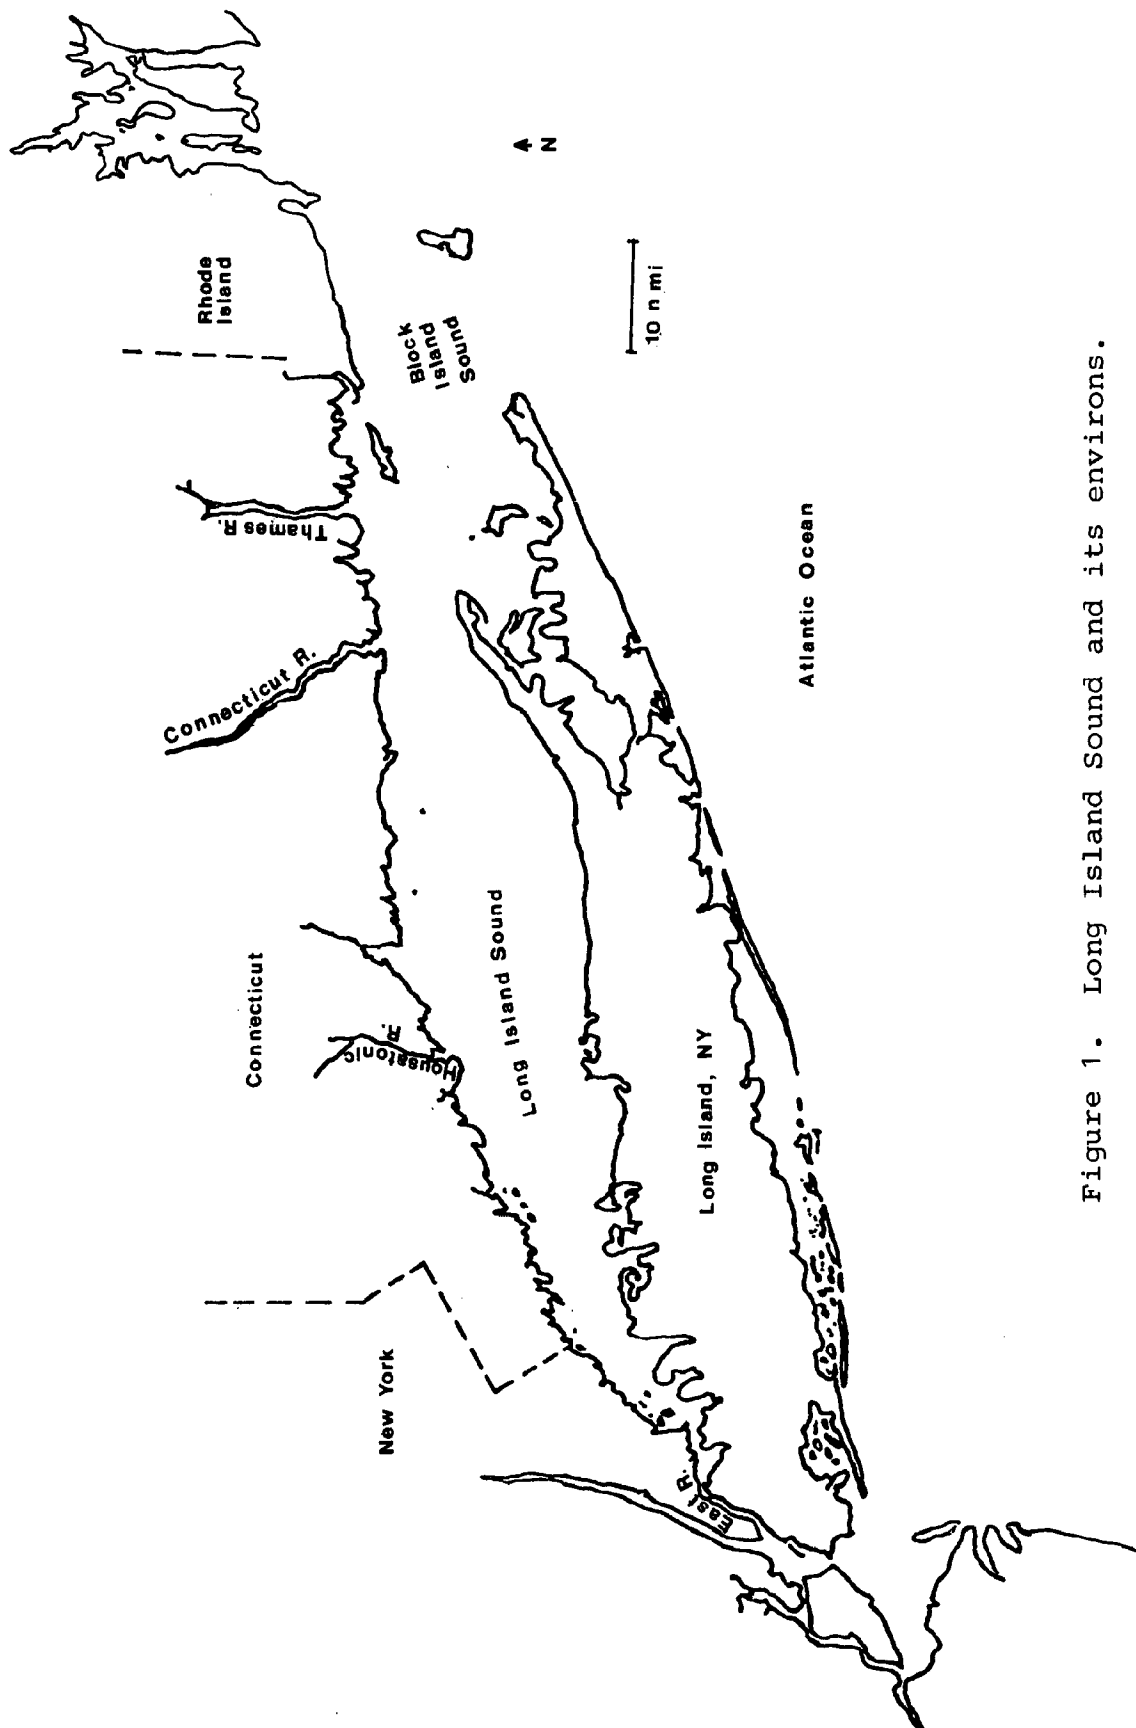 Rhode
Island
N
Block
Island
Sound
10 n mi
Thames R.
Connecticut R.
Connecticut
Housatonic
R.
Long Island Sound
Long Island, NY
Atlantic Ocean
New York
East R.
Figure 1. Long Island Sound and its environs.